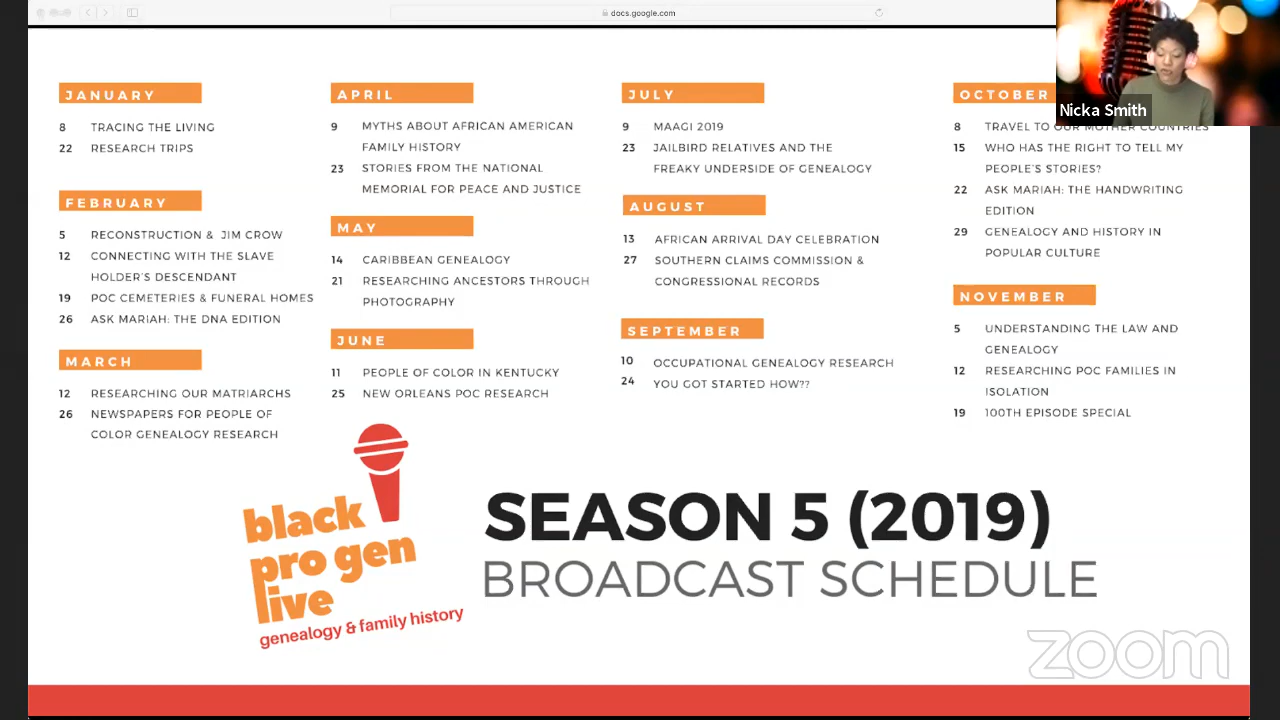 docs.google.com
Nicka Smith
JANUARY
8 TRACING THE LIVING
22 RESEARCH TRIPS
FEBRUARY
5 RECONSTRUCTION & JIM CROW
12 CONNECTING WITH THE SLAVE
HOLDER'S DESCENDANT
19 POC CEMETERIES & FUNERAL HOMES
26 ASK MARIAH: THE DNA EDITION
MARCH
12 RESEARCHING OUR MATRIARCHS
26 NEWSPAPERS FOR PEOPLE OF
COLOR GENEALOGY RESEARCH
APRIL
9 MYTHS ABOUT AFRICAN AMERICAN
FAMILY HISTORY
23 STORIES FROM THE NATIONAL
MEMORIAL FOR PEACE AND JUSTICE
MAY
14 CARIBBEAN GENEALOGY
21 RESEARCHING ANCESTORS THROUGH
PHOTOGRAPHY
JUNE
11 PEOPLE OF COLOR IN KENTUCKY
25 NEW ORLEANS POC RESEARCH
JULY
9 MAAGI 2019
23 JAILBIRD RELATIVES AND THE
FREAKY UNDERSIDE OF GENEALOGY
AUGUST
13 AFRICAN ARRIVAL DAY CELEBRATION
27 SOUTHERN CLAIMS COMMISSION &
CONGRESSIONAL RECORDS
SEPTEMBER
10 OCCUPATIONAL GENEALOGY RESEARCH
24 YOU GOT STARTED HOW??
OCTOBER
8 TRAVEL TO OUR MOTHER COUNTRIES
15 WHO HAS THE RIGHT TO TELL MY
PEOPLE'S STORIES?
22 ASK MARIAH: THE HANDWRITING
EDITION
29 GENEALOGY AND HISTORY IN
POPULAR CULTURE
NOVEMBER
5 UNDERSTANDING THE LAW AND
GENEALOGY
12 RESEARCHING POC FAMILIES IN
ISOLATION
19 100TH EPISODE SPECIAL
black
pro gen
live
genealogy & family history
SEASON 5 (2019)
BROADCAST SCHEDULE
zoom